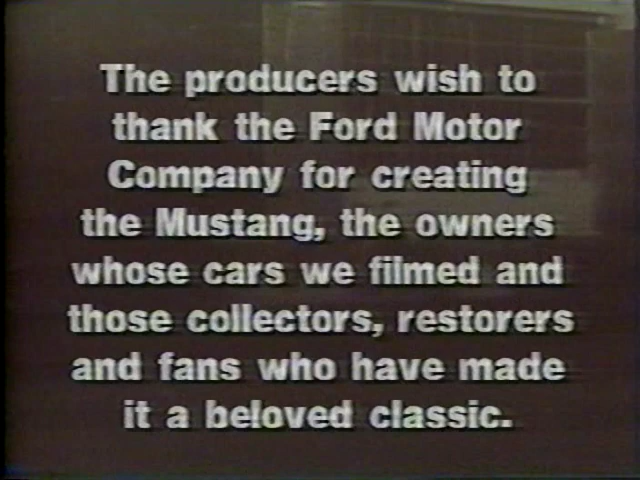 The producers wish to
thank the Ford Motor
Company for creating
the Mustang, the owners
whose cars we filmed and
those collectors, restorers
and fans who have made
it a beloved classic.